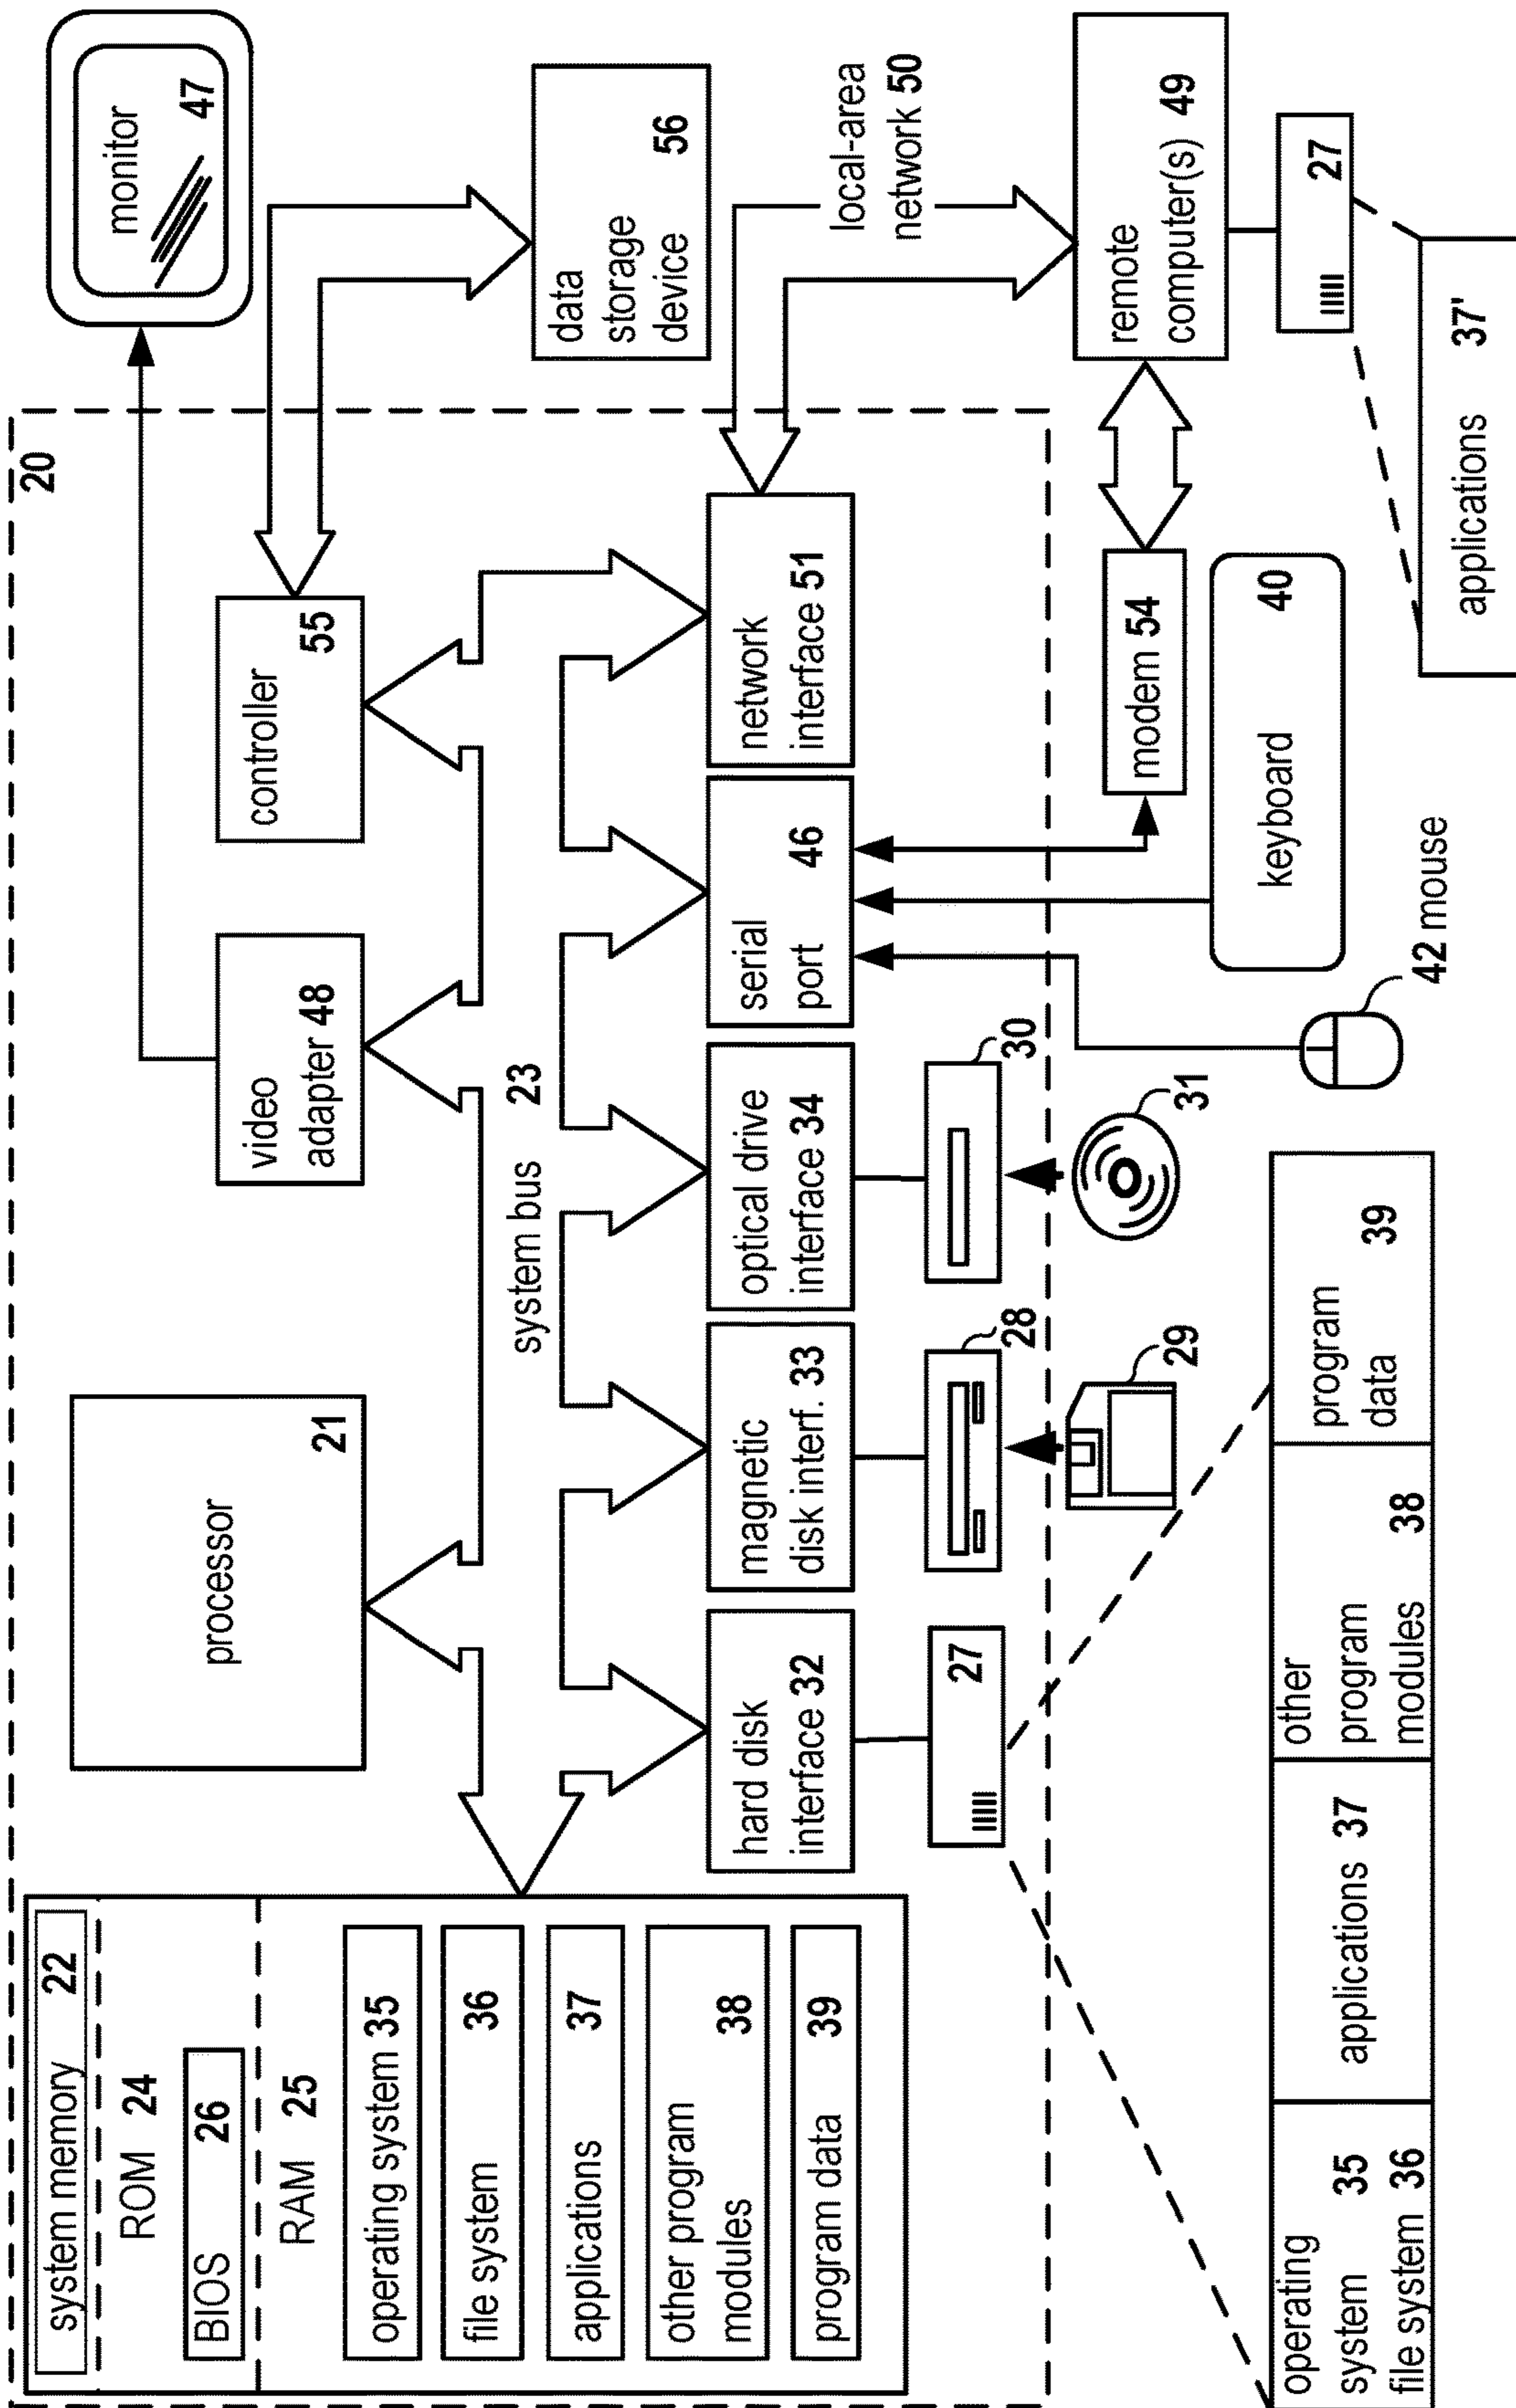 20
system memory 22
ROM 24
BIOS 26
RAM 25
operating system 35
file system 36
applications 37
other program
modules 38
program data 39
processor
21
video
adapter 48
controller
55
monitor
47
system bus 23
data
storage
device 56
local-area
network 50
hard disk
interface 32
magnetic
disk interf. 33
optical drive
interface 34
serial
port 46
network
interface 51
27
28
30
29
31
modem 54
remote
computer(s) 49
27
keyboard 40
42 mouse
applications 37'
operating
system 35
file system 36
applications 37
other
program
modules 38
program
data 39